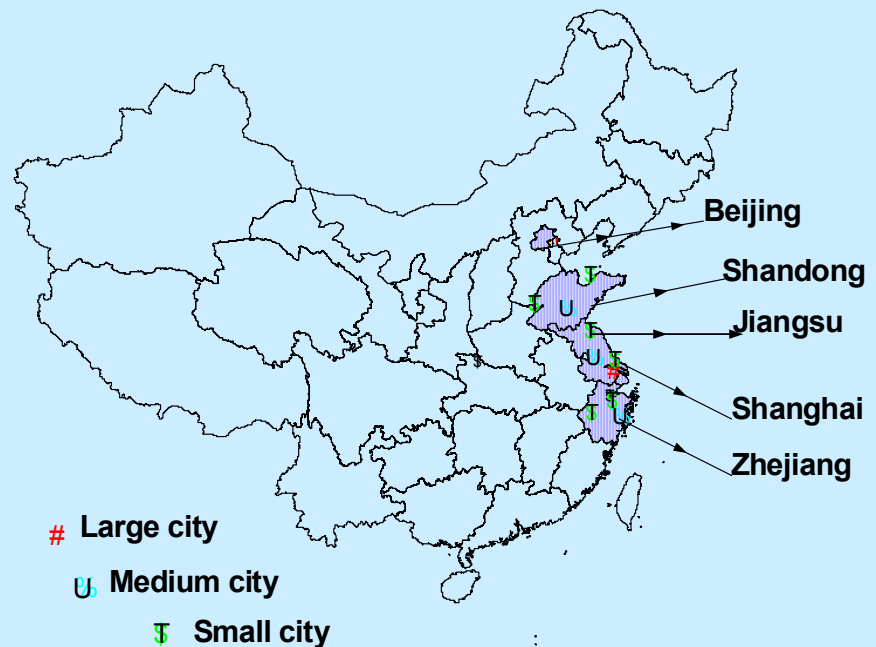 Beijing
Shandong
Jiangsu
Shanghai
Zhejiang
# Large city
U% Medium city
T$ Small city